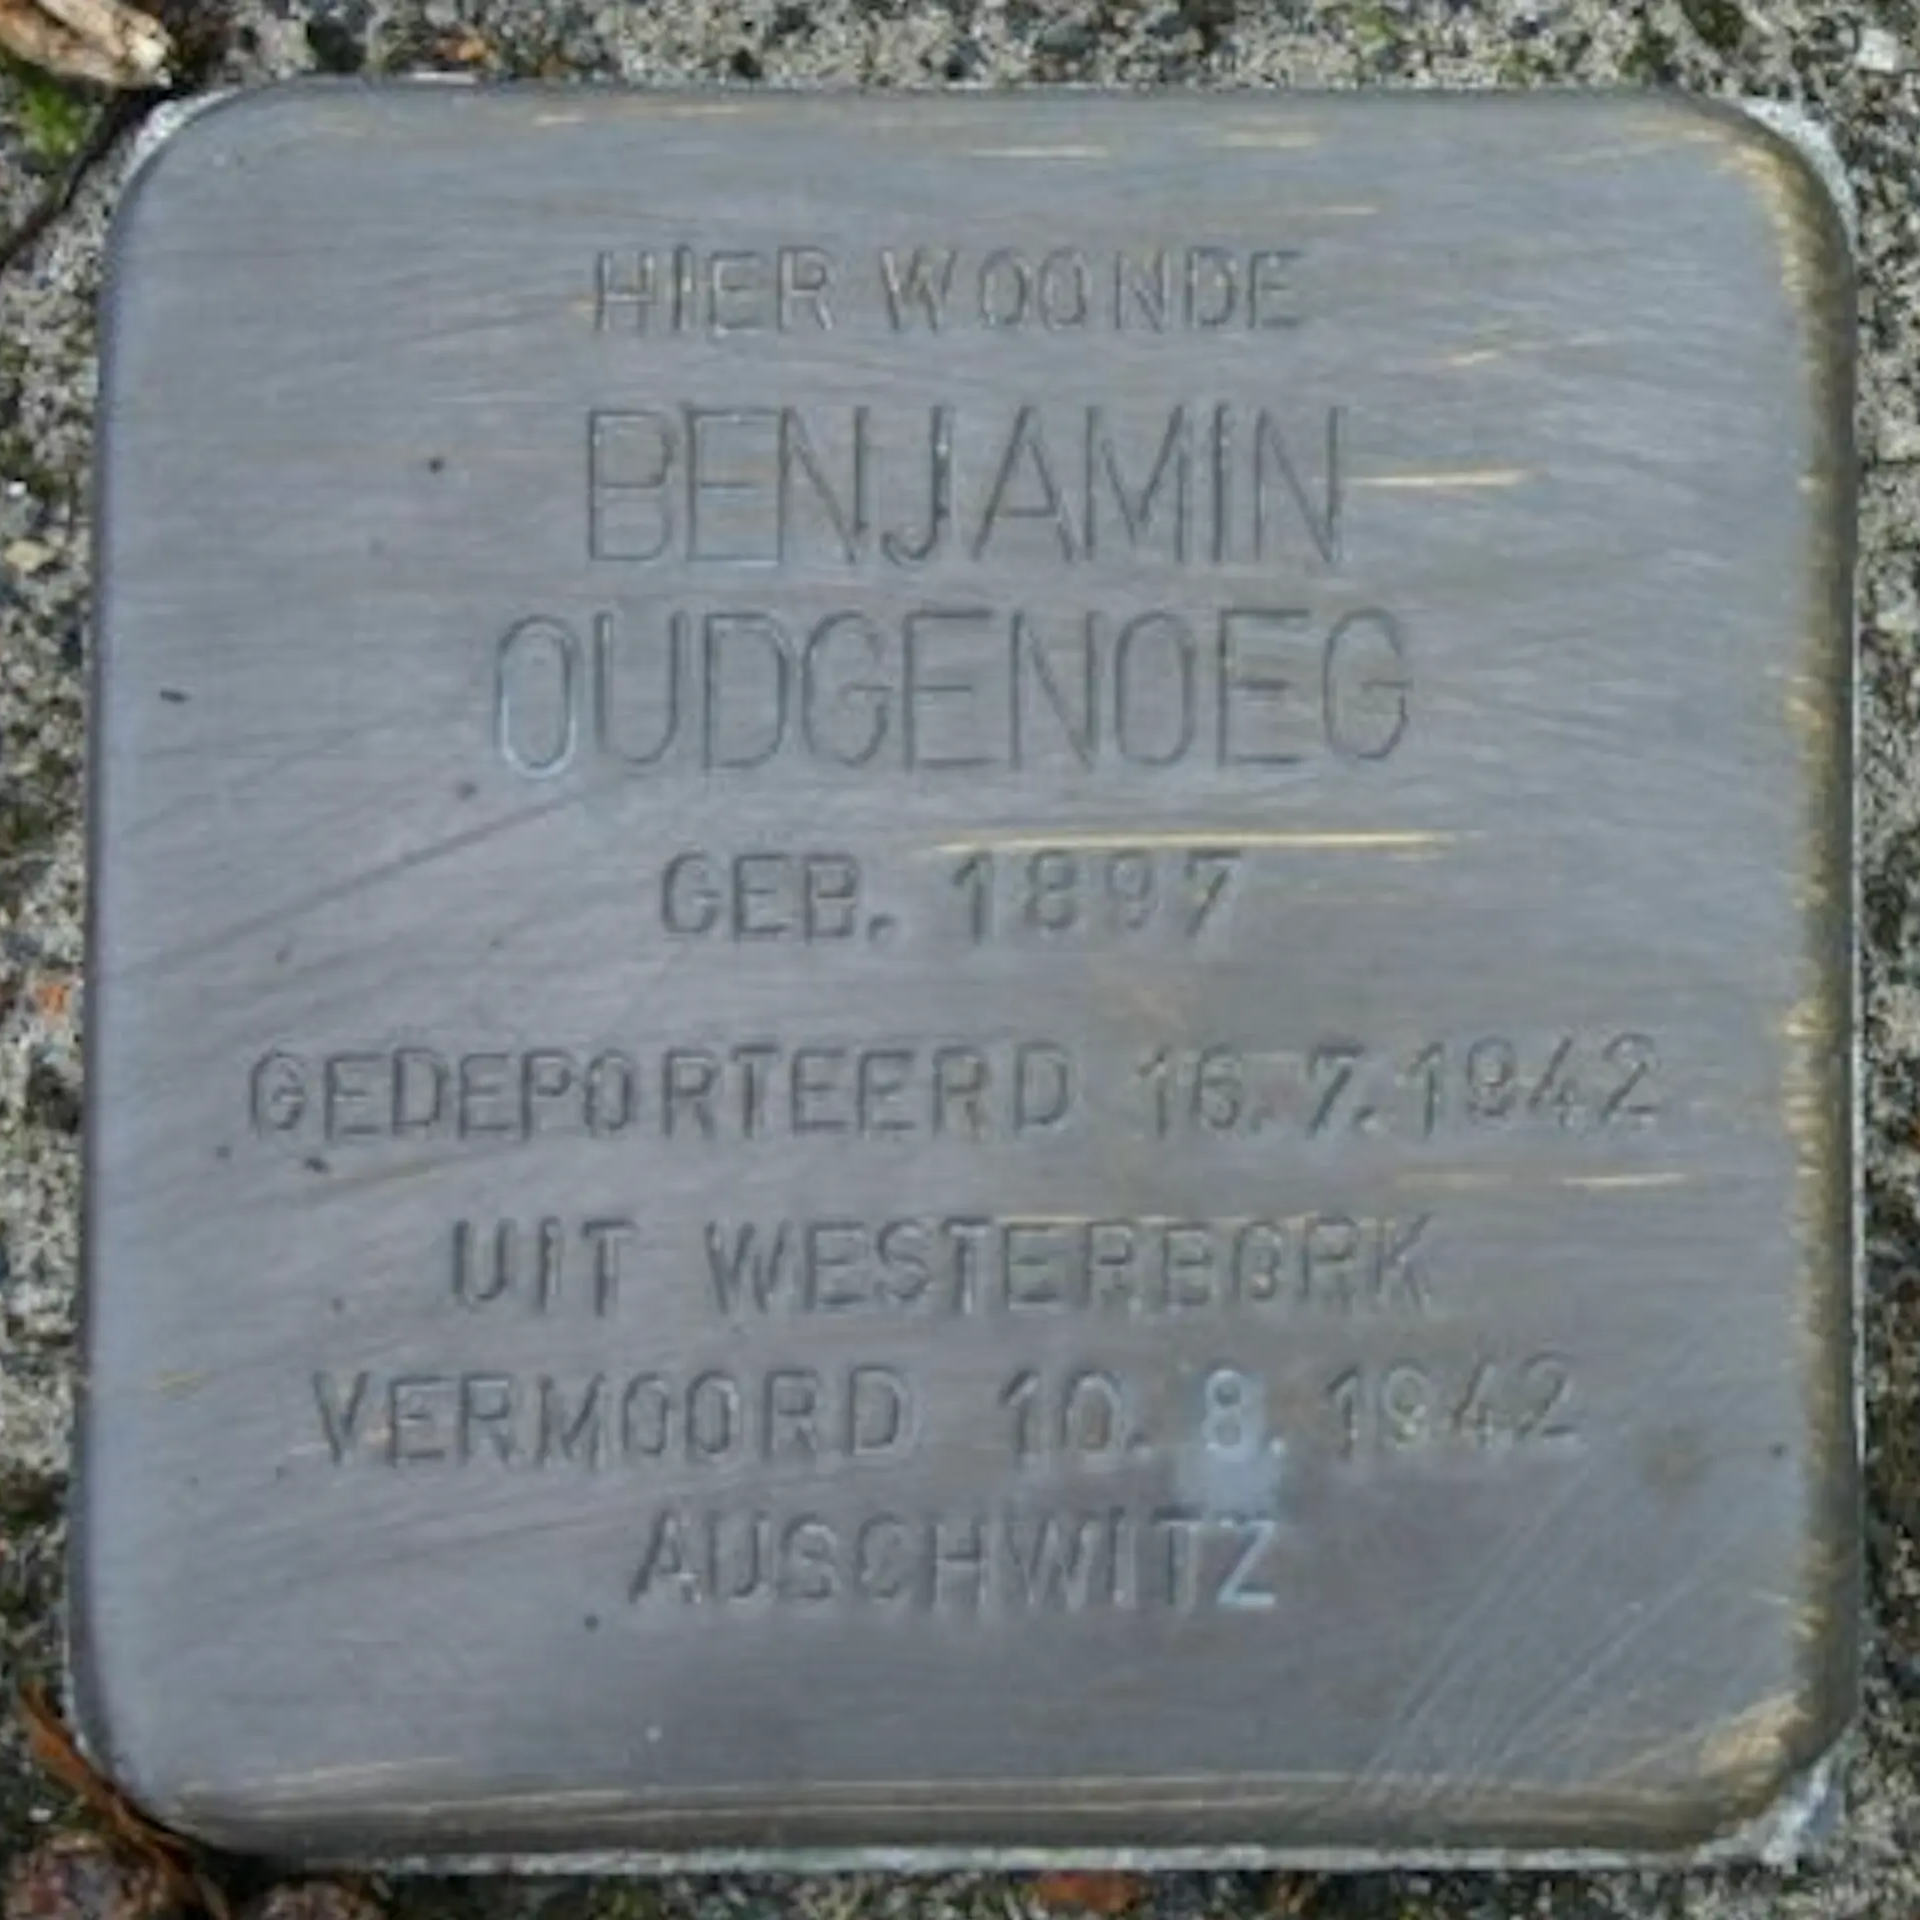 HIER WOONDE
BENJAMIN
OUDGENOEG
GEB. 1897
GEDEPORTEERD 16.7.1942
UIT WESTERBORK
VERMOORD 10.8.1942
AUSCHWITZ